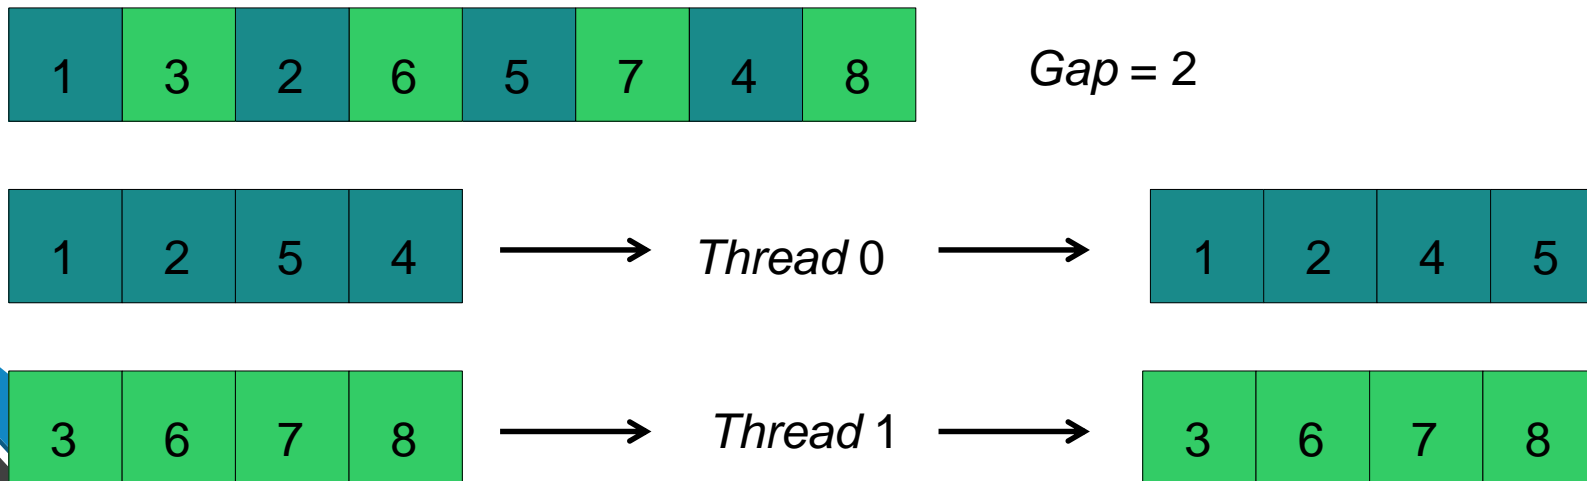 1 3 2 6 5 7 4 8 Gap = 2
1 2 5 4 Thread 0 1 2 4 5
3 6 7 8 Thread 1 3 6 7 8